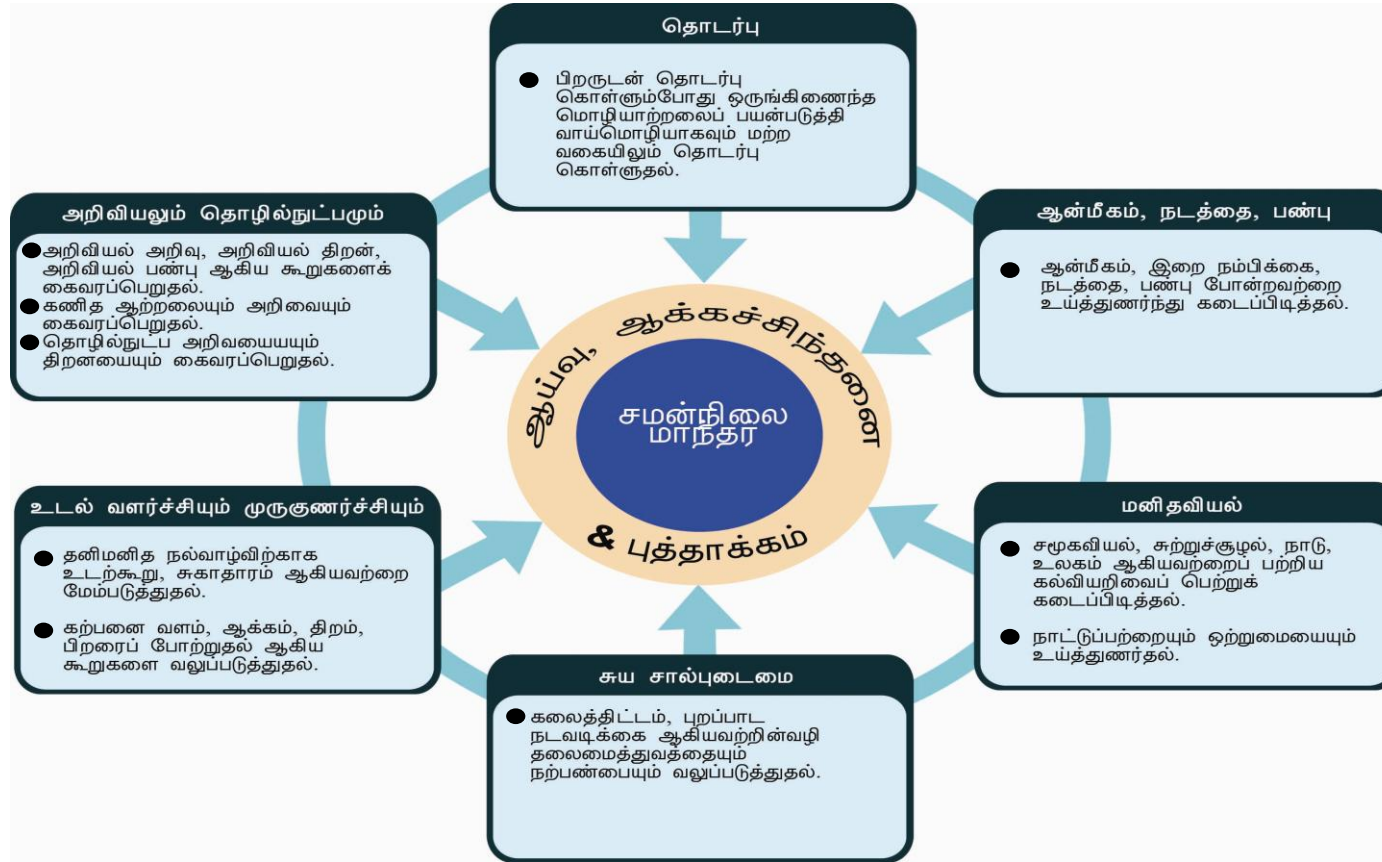 தொடர்பு
● பிறருடன் தொடர்பு
கொள்ளும்போது ஒருங்கிணைந்த
மொழியாற்றலைப் பயன்படுத்தி
வாய்மொழியாகவும் மற்ற
வகையிலும் தொடர்பு
கொள்ளுதல்.
அறிவியலும் தொழில்நுட்பமும்
●அறிவியல் அறிவு, அறிவியல் திறன்,
அறிவியல் பண்பு ஆகிய கூறுகளைக்
கைவரப்பெறுதல்.
●கணித ஆற்றலையும் அறிவையும்
கைவரப்பெறுதல்.
●தொழில்நுட்ப அறிவயையயும்
திறனயையும் கைவரப்பெறுதல்.
ஆன்மீகம், நடத்தை, பண்பு
● ஆன்மீகம், இறை நம்பிக்கை,
நடத்தை, பண்பு போன்றவற்றை
உய்த்துணர்ந்து கடைப்பிடித்தல்.
ஆய்வு, ஆக்கச்சிந்தனை
சமன்நிலை
மாந்தர்
& புத்தாக்கம்
உடல் வளர்ச்சியும் முருகுணர்ச்சியும்
● தனிமனித நல்வாழ்விற்காக
உடற்கூறு, சுகாதாரம் ஆகியவற்றை
மேம்படுத்துதல்.
● கற்பனை வளம், ஆக்கம், திறம்,
பிறரைப் போற்றுதல் ஆகிய
கூறுகளை வலுப்படுத்துதல்.
மனிதவியல்
● சமூகவியல், சுற்றுச்சூழல், நாடு,
உலகம் ஆகியவற்றைப் பற்றிய
கல்வியறிவைப் பெற்றுக்
கடைப்பிடித்தல்.
● நாட்டுப்பற்றையும் ஒற்றுமையையும்
உய்த்துணர்தல்.
சுய சால்புடைமை
● கலைத்திட்டம், புறப்பாட
நடவடிக்கை ஆகியவற்றின்வழி
தலைமைத்துவத்தையும்
நற்பண்பையும் வலுப்படுத்துதல்.